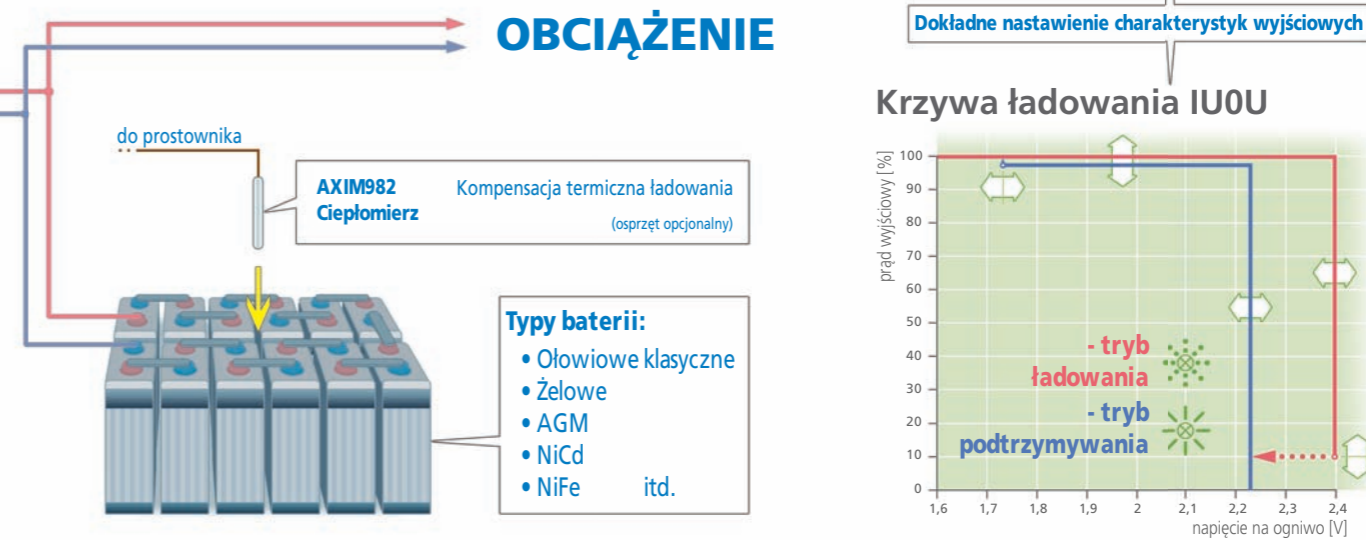 OBCIĄŻENIE
do prostownika
AXIM982 Kompensacja termiczna ładowania
Ciepłomierz
(osprzęt opcjonalny)
Typy baterii:
• Ołowiowe klasyczne
• Żelowe
• AGM
• NiCd
• NiFe itd.
Dokładne nastawienie charakterystyk wyjściowych
Krzywa ładowania IU0U
prąd wyjściowy [%]
100
90
80
70
60
50
40
30
20
10
0
- tryb
ładowania
- tryb
podtrzymywania
1,6 1,7 1,8 1,9 2 2,1 2,2 2,3 2,4
napięcie na ogniwo [V]